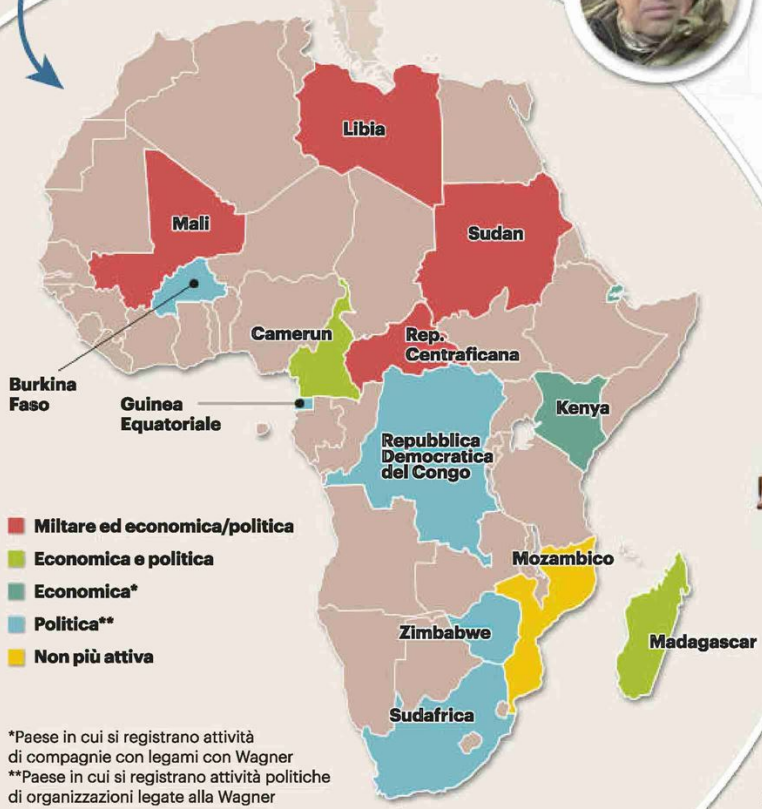 Libia
Mali
Sudan
Camerun
Rep.
Centraficana
Burkina
Faso
Guinea
Equatoriale
Kenya
Repubblica
Democratica
del Congo
Miltare ed economica/politica
Economica e politica
Economica*
Politica**
Non più attiva
Mozambico
Zimbabwe
Madagascar
Sudafrica
*Paese in cui si registrano attività
di compagnie con legami con Wagner
**Paese in cui si registrano attività politiche
di organizzazioni legate alla Wagner